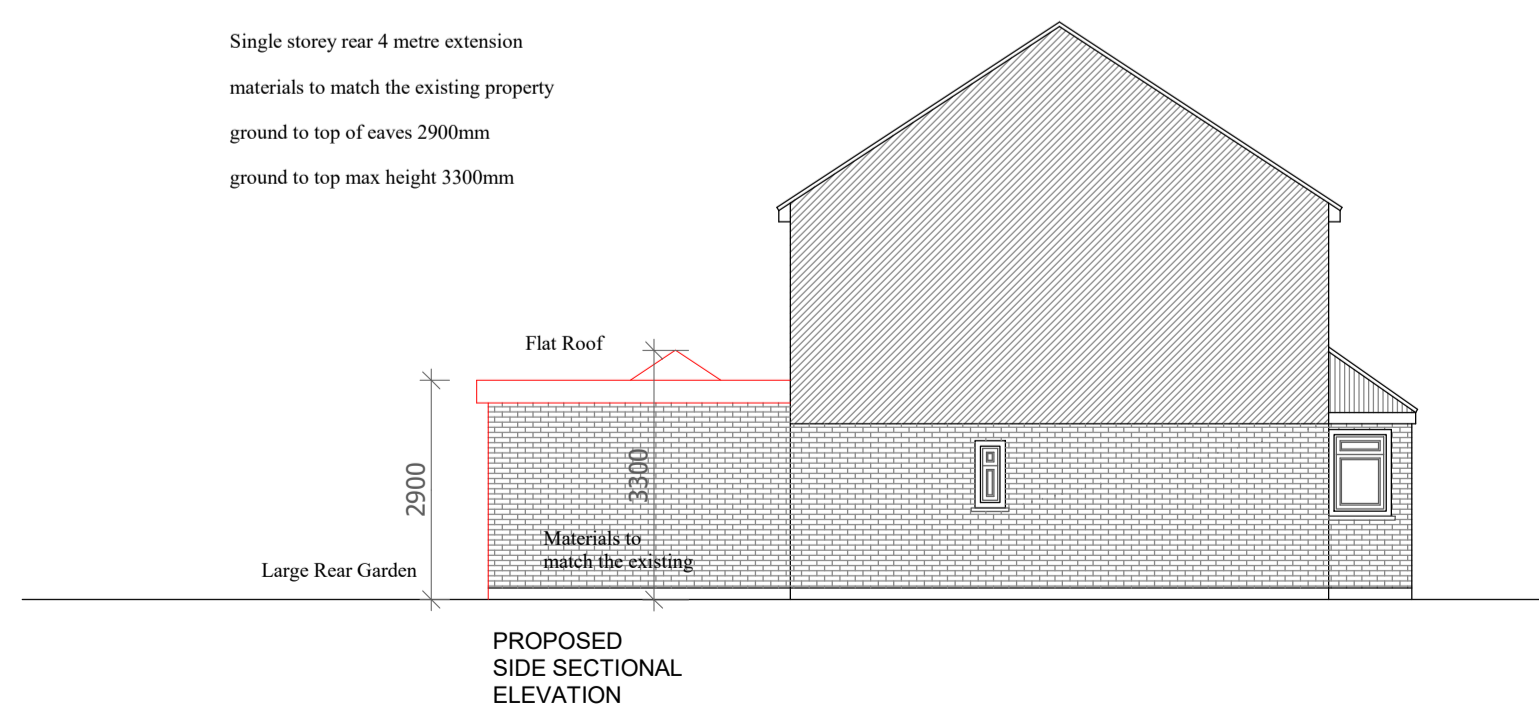 Single storey rear 4 metre extension
materials to match the existing property
ground to top of eaves 2900mm
ground to top max height 3300mm
Flat Roof
2900
3300
Materials to
match the existing
Large Rear Garden
PROPOSED
SIDE SECTIONAL
ELEVATION